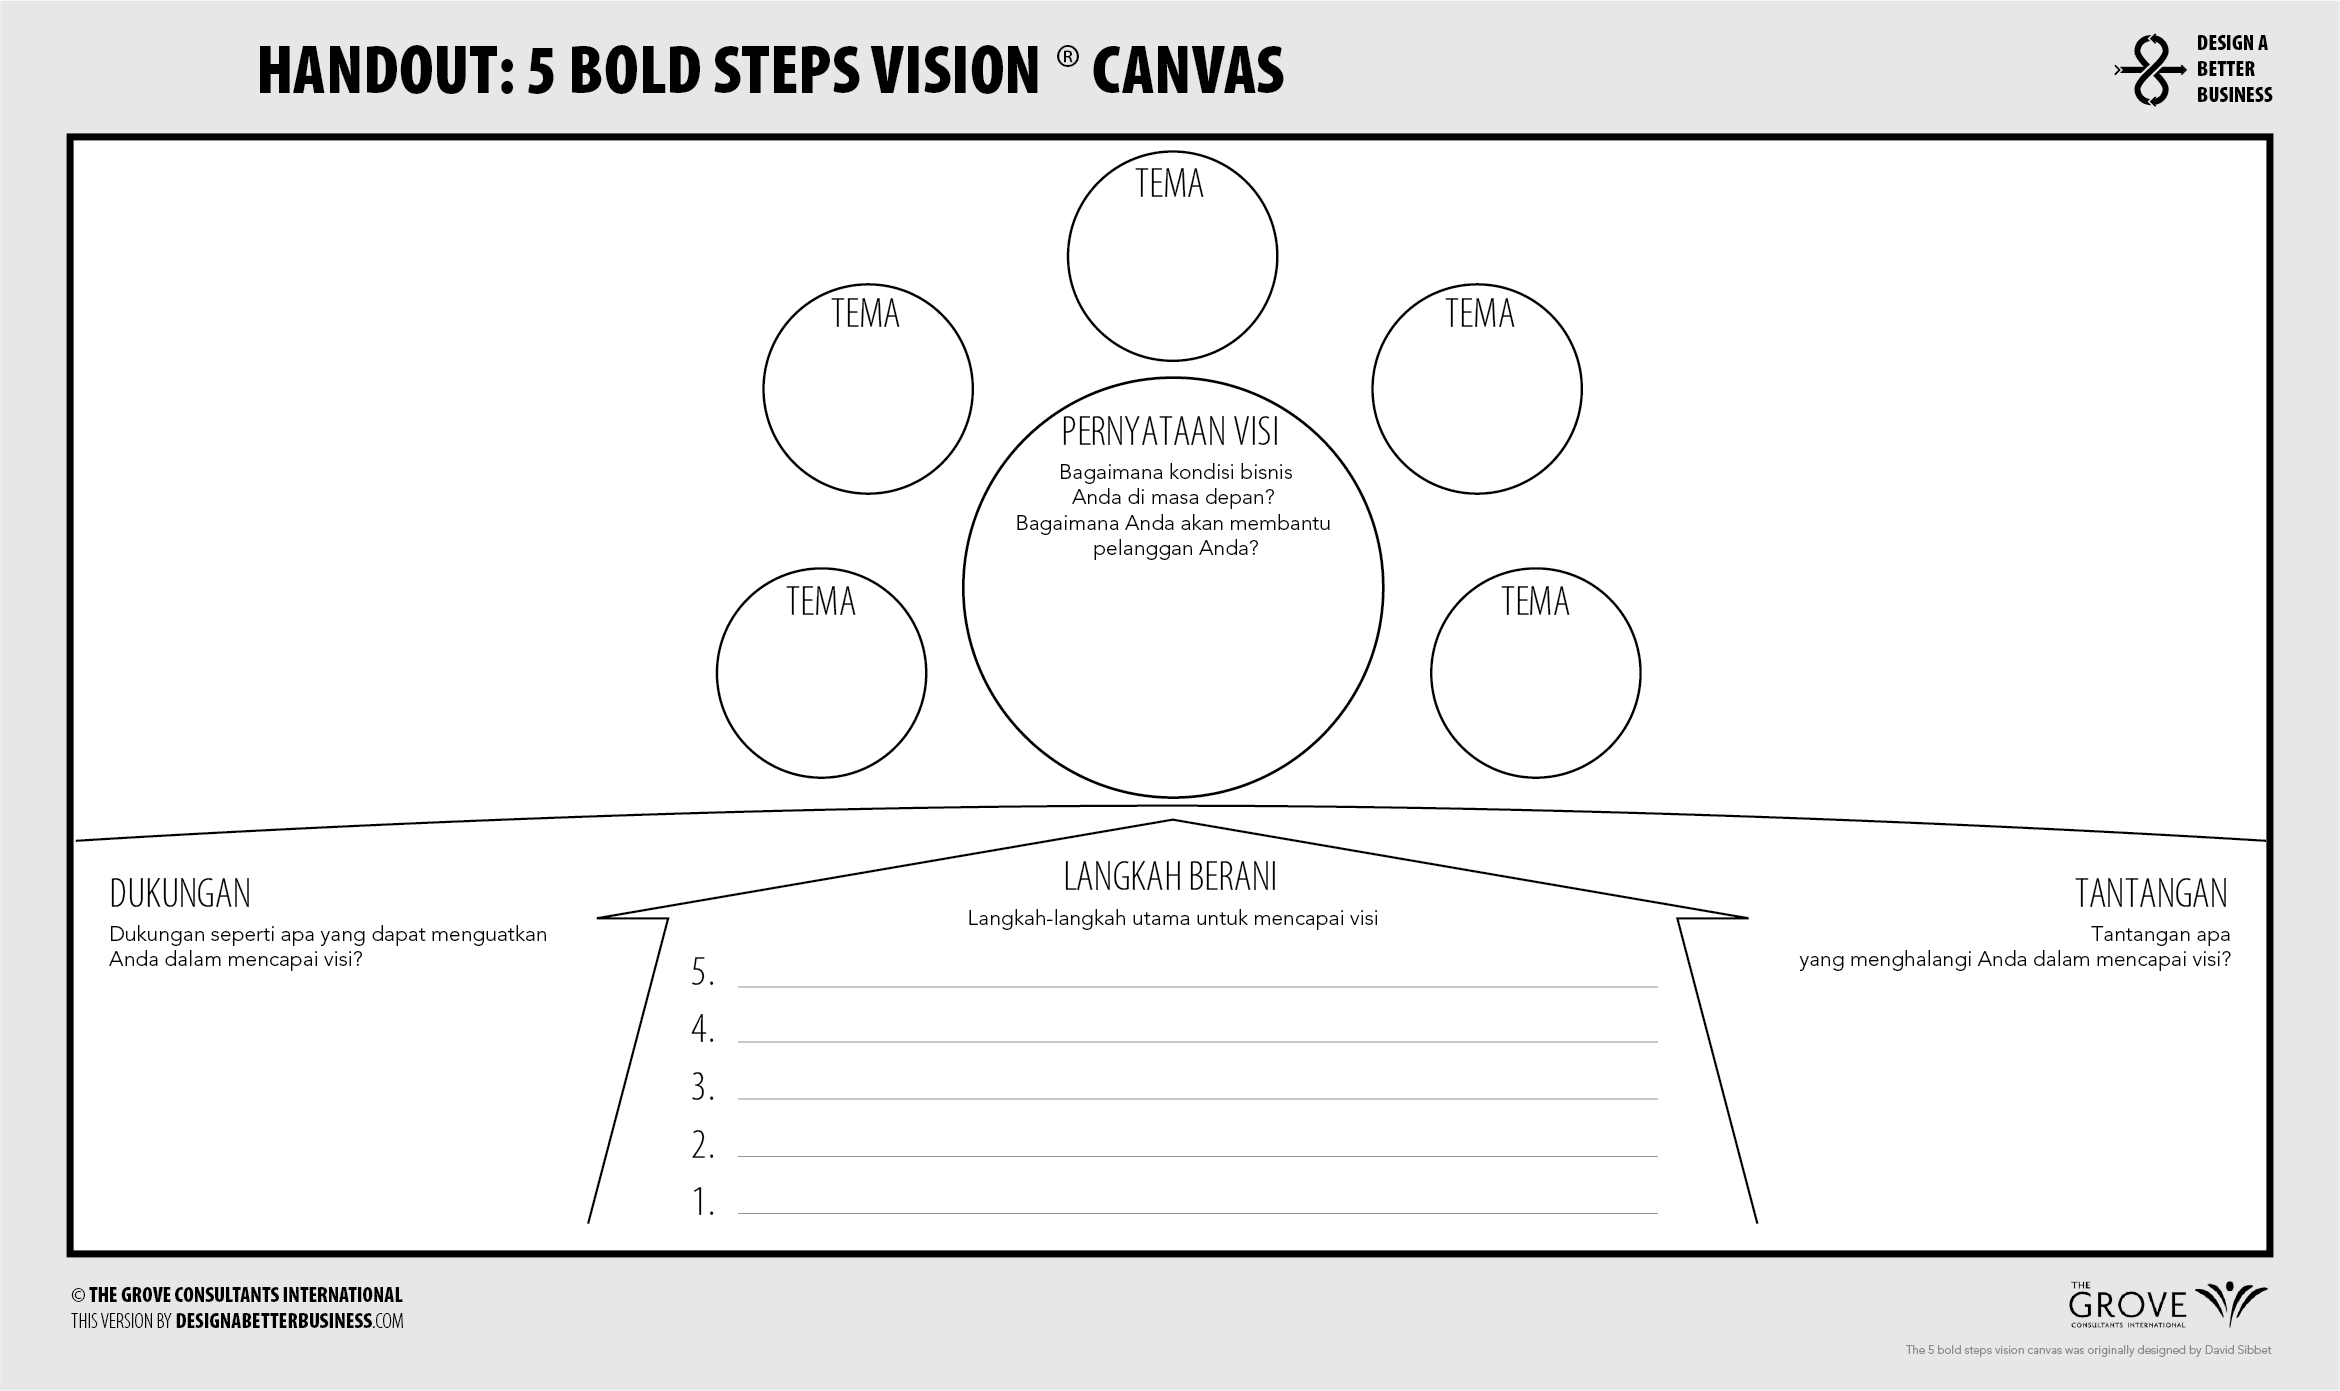 HANDOUT: 5 BOLD STEPS VISION ® CANVAS
DESIGN A
BETTER
BUSINESS
TEMA
TEMA
TEMA
PERNYATAAN VISI
Bagaimana kondisi bisnis
Anda di masa depan?
Bagaimana Anda akan membantu
pelanggan Anda?
TEMA
TEMA
DUKUNGAN
Dukungan seperti apa yang dapat menguatkan
Anda dalam mencapai visi?
LANGKAH BERANI
Langkah-langkah utama untuk mencapai visi
5.
4.
3.
2.
1.
TANTANGAN
Tantangan apa
yang menghalangi Anda dalam mencapai visi?
© THE GROVE CONSULTANTS INTERNATIONAL
THIS VERSION BY DESIGNABETTERBUSINESS.COM
THE
GROVE
CONSULTANTS INTERNATIONAL
The 5 bold steps vision canvas was originally designed by David Sibbet